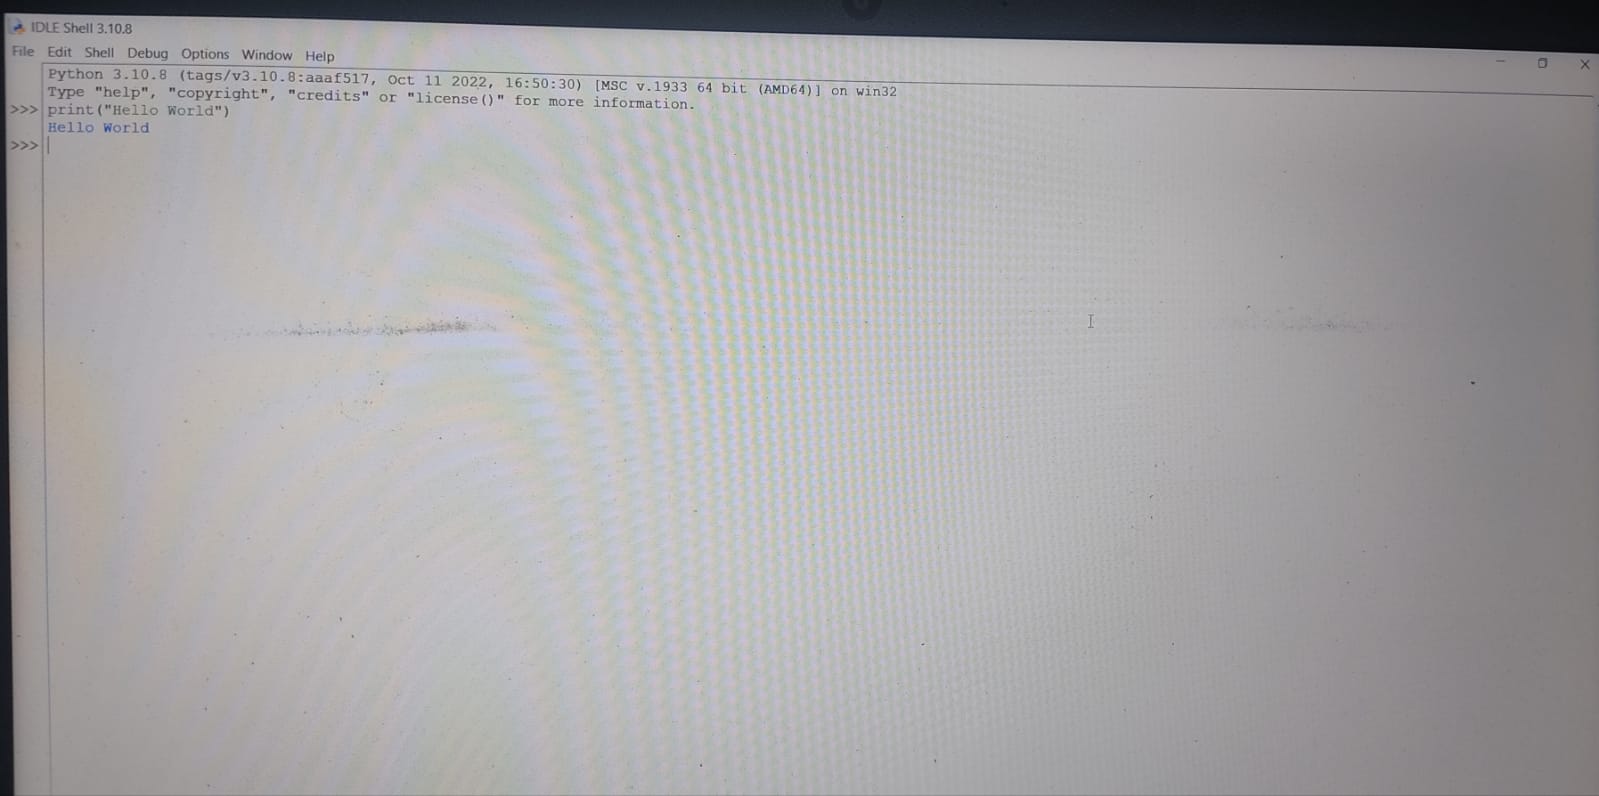 IDLE Shell 3.10.8
File Edit Shell Debug Options Window Help
Python 3.10.8 (tags/v3.10.8:aaaf517, Oct 11 2022, 16:50:30) [MSC v.1933 64 bit (AMD64)] on win32
Type "help", "copyright", "credits" or "license()" for more information.
>>> print("Hello World")
Hello World
>>>